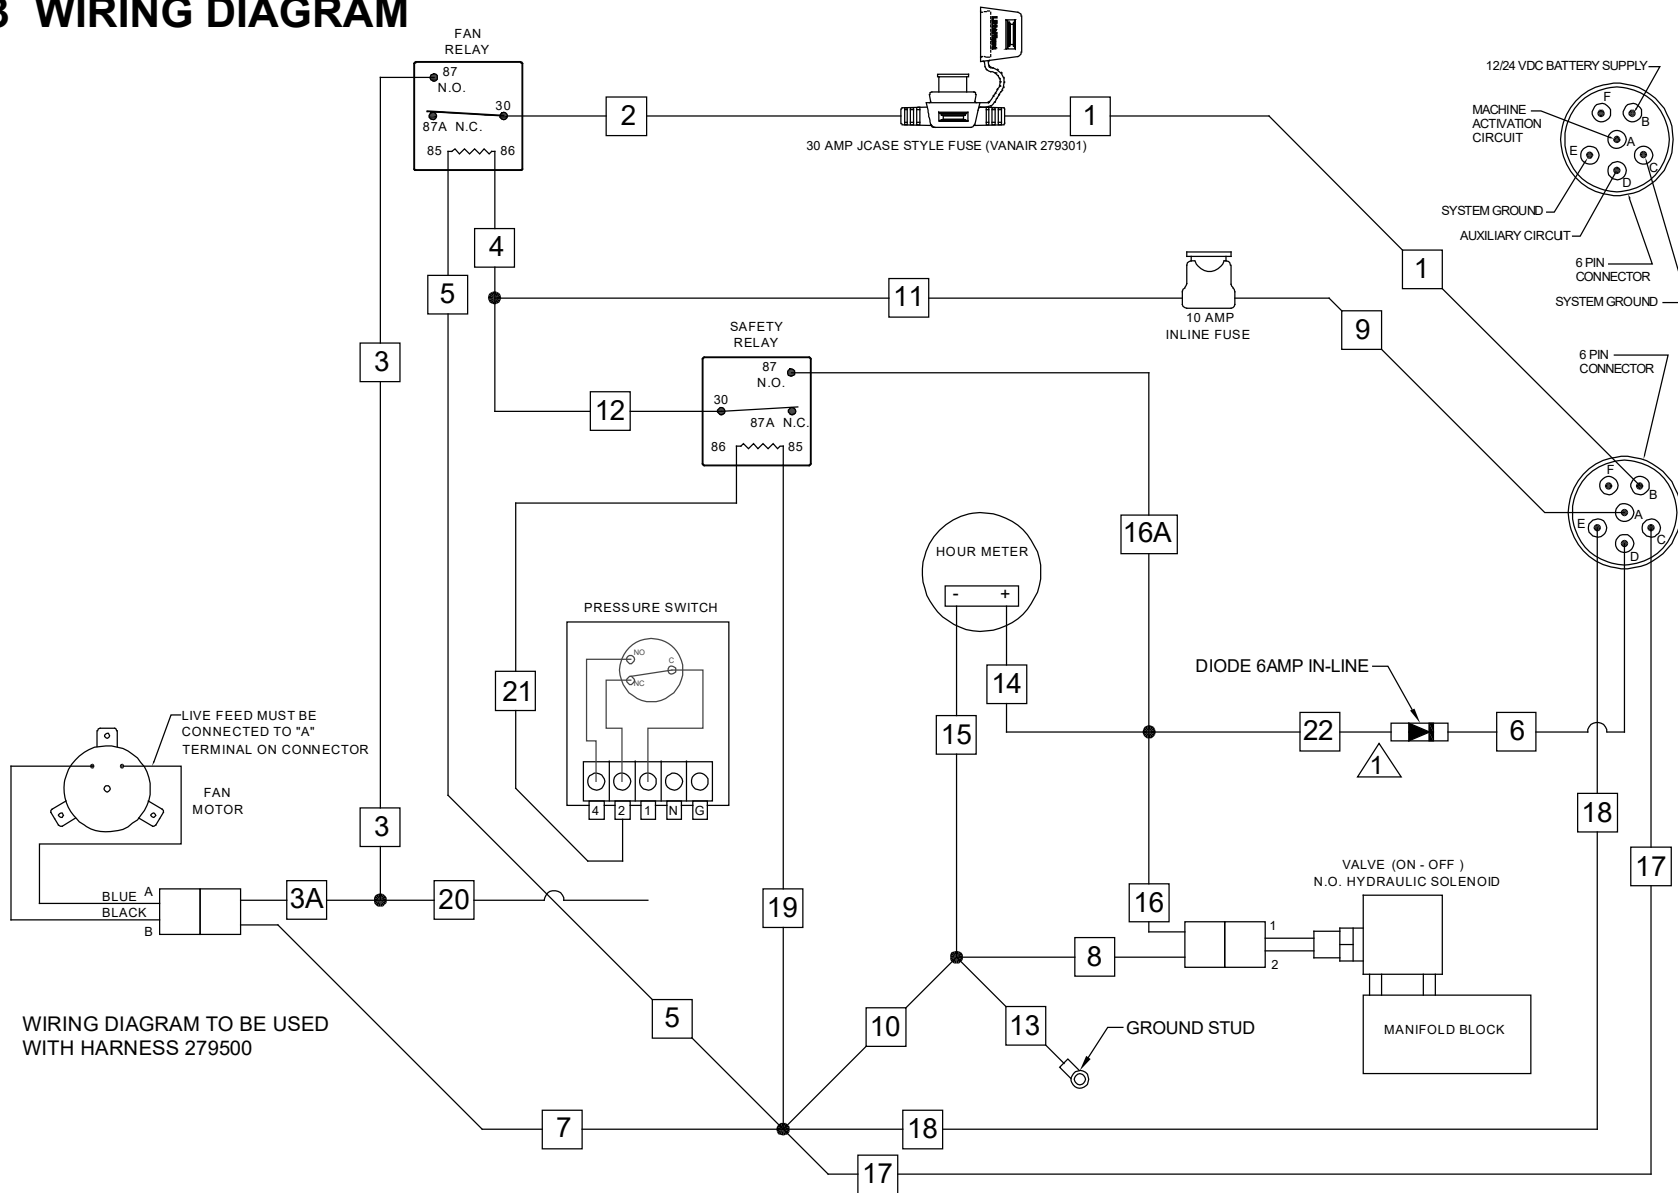 3 WIRING DIAGRAM
FAN
RELAY
87
N.O.
30
87A N.C.
85
86
2
1
30 AMP JCASE STYLE FUSE (VANAIR 279301)
12/24 VDC BATTERY SUPPLY
MACHINE
ACTIVATION
CIRCUIT
F
B
A
E
C
D
SYSTEM GROUND
AUXILIARY CIRCUIT
6 PIN
CONNECTOR
SYSTEM GROUND
4
5
11
1
10 AMP
INLINE FUSE
9
3
SAFETY
RELAY
87
N.O.
30
87A N.C.
86
85
12
6 PIN
CONNECTOR
F
B
A
E
C
D
16A
HOUR METER
-
+
PRESSURE SWITCH
NO
C
NC
4
2
1
N
G
21
14
15
DIODE 6AMP IN-LINE
22
6
1
LIVE FEED MUST BE
CONNECTED TO "A"
TERMINAL ON CONNECTOR
FAN
MOTOR
3
18
17
BLUE A
BLACK
B
3A
20
19
16
VALVE (ON - OFF )
N.O. HYDRAULIC SOLENOID
1
2
8
5
10
13
GROUND STUD
MANIFOLD BLOCK
WIRING DIAGRAM TO BE USED
WITH HARNESS 279500
7
18
17